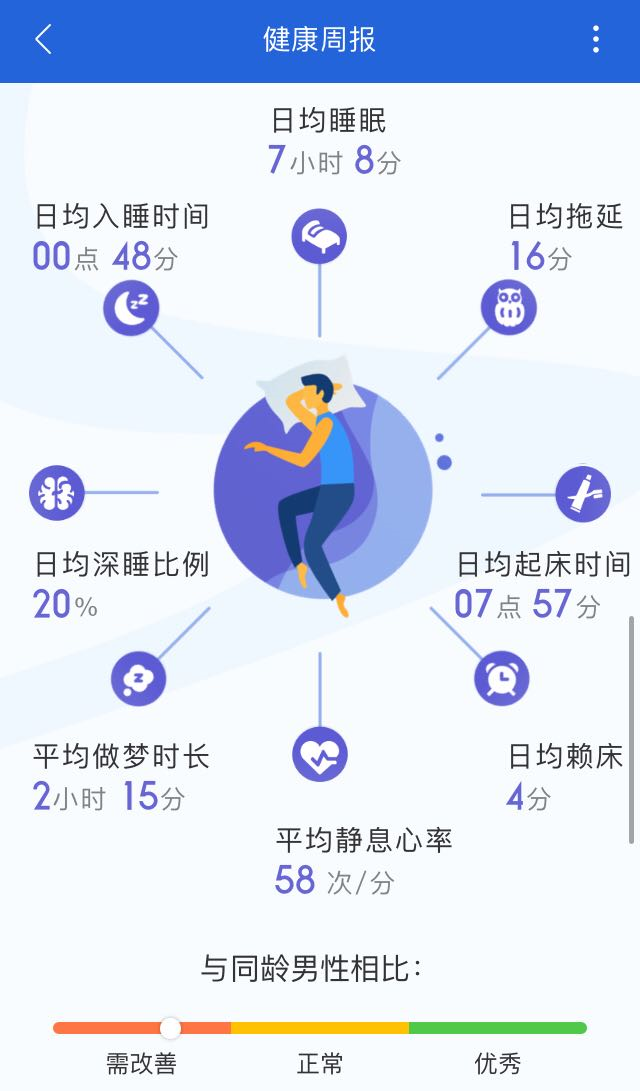 健康周报
日均睡眠
7小时 8分
日均入睡时间
00点 48分
日均拖延
16分
日均深睡比例
20%
日均起床时间
07点 57分
平均做梦时长
2小时 15分
日均赖床
4分
平均静息心率
58 次/分
与同龄男性相比:
需改善 正常 优秀